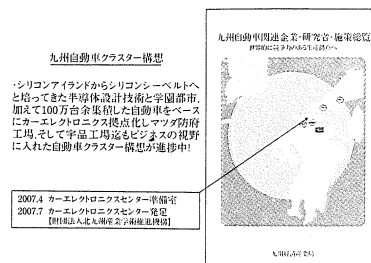 九州自動車クラスター構想
・シリコンアイランドからシリコンシーベルトへ
と培ってきた半導体設計技術と学園都市、
加えて100万台余集積した自動車をベース
にカーエレクトロニクス拠点化しマツダ防府
工場、そして宇品工場迄もビジネスの視野
に入れた自動車クラスター構想が進捗中!
2007.4 カーエレクトロニクスセンター準備室
2007.7 カーエレクトロニクスセンター発足
【財団法人北九州産業学術推進機構】
九州自動車関連企業・研究者・施策総覧
九州経済産業局